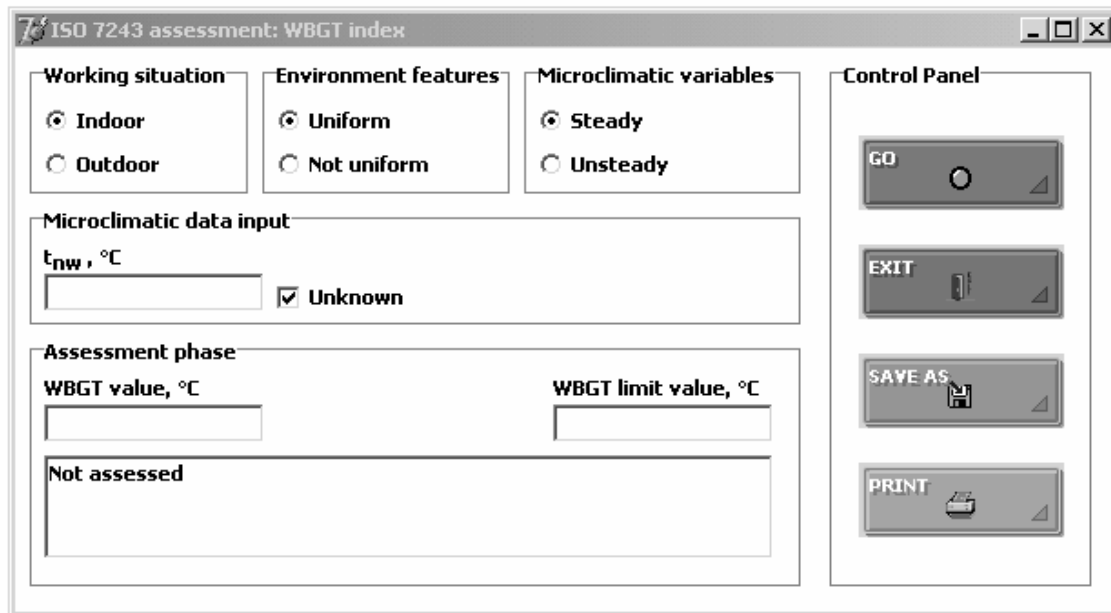 ISO 7243 assessment: WBGT index
Working situation
Indoor
Outdoor
Environment features
Uniform
Not uniform
Microclimatic variables
Steady
Unsteady
Microclimatic data input
tnw , °C
Unknown
Assessment phase
WBGT value, °C
WBGT limit value, °C
Not assessed
Control Panel
GO
EXIT
SAVE AS
PRINT